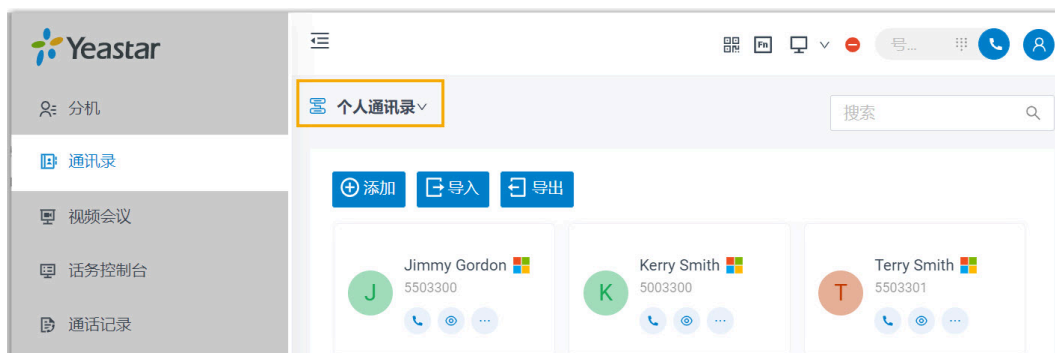 Yeastar
Fn
号...
分机
个人通讯录
搜索
通讯录
添加
导入
导出
视频会议
话务控制台
通话记录
J
Jimmy Gordon
5503300
K
Kerry Smith
5003300
T
Terry Smith
5503301